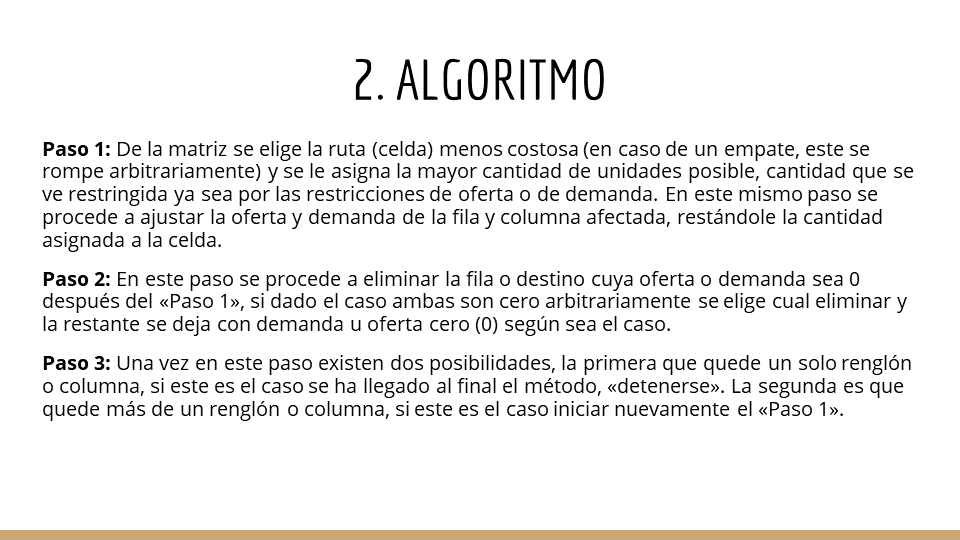 2. ALGORITMO
Paso 1: De la matriz se elige la ruta (celda) menos costosa (en caso de un empate, este se
rompe arbitrariamente) y se le asigna la mayor cantidad de unidades posible, cantidad que se
ve restringida ya sea por las restricciones de oferta o de demanda. En este mismo paso se
procede a ajustar la oferta y demanda de la fila y columna afectada, restándole la cantidad
asignada a la celda.
Paso 2: En este paso se procede a eliminar la fila o destino cuya oferta o demanda sea 0
después del «Paso 1», si dado el caso ambas son cero arbitrariamente se elige cual eliminar y
la restante se deja con demanda u oferta cero (0) según sea el caso.
Paso 3: Una vez en este paso existen dos posibilidades, la primera que quede un solo renglón
o columna, si este es el caso se ha llegado al final el método, «detenerse». La segunda es que
quede más de un renglón o columna, si este es el caso iniciar nuevamente el «Paso 1».